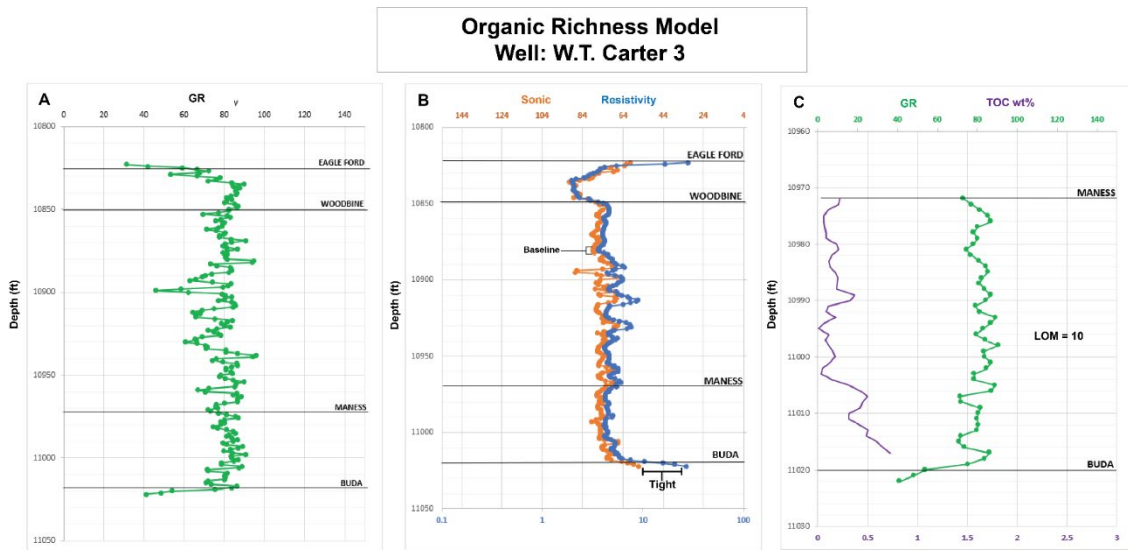 Organic Richness Model
Well: W.T. Carter 3
A
GR
γ
0 20 40 60 80 100 120 140
10800
10850
10900
10950
11000
11050
Depth (ft)
EAGLE FORD
WOODBINE
MANESS
BUDA
B
Sonic Resistivity
144 124 104 84 64 44 24 4
10800
10850
10900
10950
11000
11050
Depth (ft)
EAGLE FORD
WOODBINE
Baseline
MANESS
BUDA
Tight
0.1 1 10 100
C
GR TOC wt%
0 20 40 60 80 100 120 140
10960
10970
10980
10990
11000
11010
11020
11030
Depth (ft)
MANESS
LOM = 10
BUDA
0 0.5 1 1.5 2 2.5 3